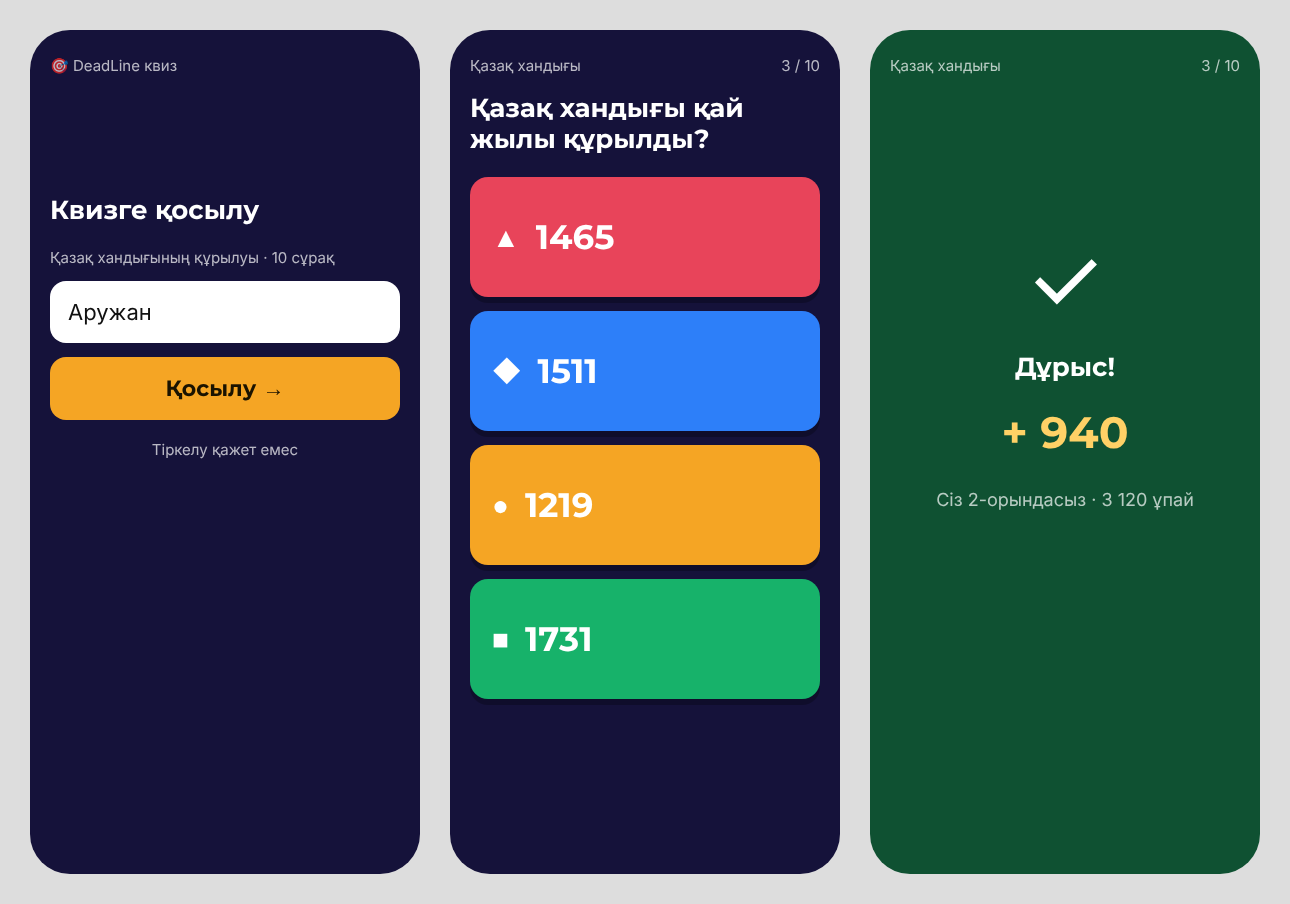 🎯 DeadLine квиз
Квизге қосылу
Қазақ хандығының құрылуы · 10 сұрақ
Аружан
Қосылу →
Тіркелу қажет емес
Қазақ хандығы 3 / 10
Қазақ хандығы қай
жылы құрылды?
▲ 1465
◆ 1511
● 1219
■ 1731
Қазақ хандығы 3 / 10
Дұрыс!
+ 940
Сіз 2-орындасыз · 3 120 ұпай